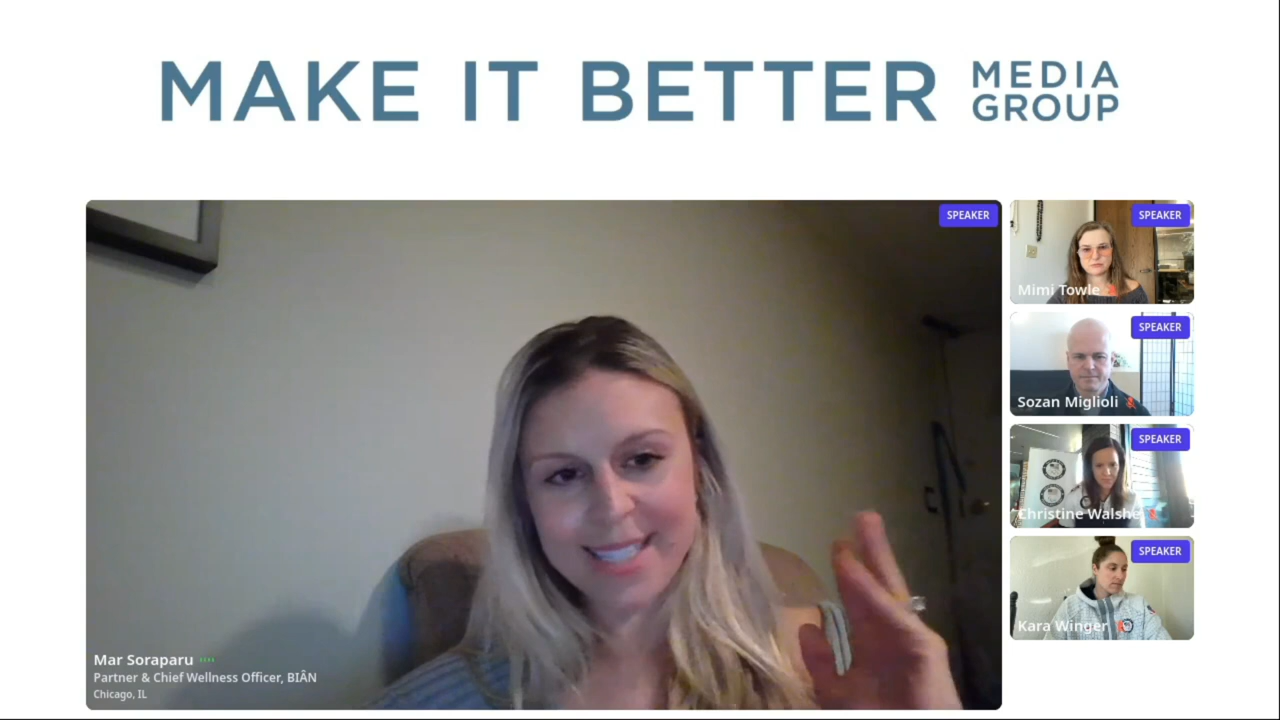 MAKE IT BETTER MEDIA
GROUP
SPEAKER
Mar Soraparu
Partner & Chief Wellness Officer, BIÂN
Chicago, IL
SPEAKER
Mimi Towle
SPEAKER
Sozan Miglioli
SPEAKER
Christine Walshe
SPEAKER
Kara Winger